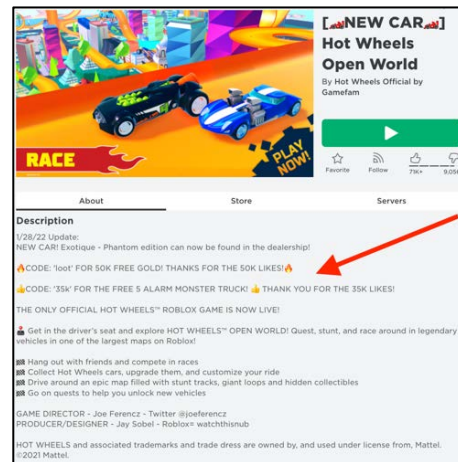 [🏎NEW CAR🏎]
Hot Wheels
Open World
By Hot Wheels Official by
Gamefam
RACE
PLAY
NOW!
Favorite Follow 71K+ 9,05
About Store Servers
Description
1/28/22 Update:
NEW CAR! Exotique - Phantom edition can now be found in the dealership!
🔥CODE: 'loot' FOR 50K FREE GOLD! THANKS FOR THE 50K LIKES!🔥
👍CODE: '35k' FOR THE FREE 5 ALARM MONSTER TRUCK! 👍 THANK YOU FOR THE 35K LIKES!
THE ONLY OFFICIAL HOT WHEELS™ ROBLOX GAME IS NOW LIVE!
🕹 Get in the driver's seat and explore HOT WHEELS™ OPEN WORLD! Quest, stunt, and race around in legendary
vehicles in one of the largest maps on Roblox!
🏁 Hang out with friends and compete in races
🏁 Collect Hot Wheels cars, upgrade them, and customize your ride
🏁 Drive around an epic map filled with stunt tracks, giant loops and hidden collectibles
🏁 Go on quests to help you unlock new vehicles
GAME DIRECTOR - Joe Ferencz - Twitter @joeferencz
PRODUCER/DESIGNER - Jay Sobel - Roblox= watchthisnub
HOT WHEELS and associated trademarks and trade dress are owned by, and used under license from, Mattel.
©2021 Mattel.